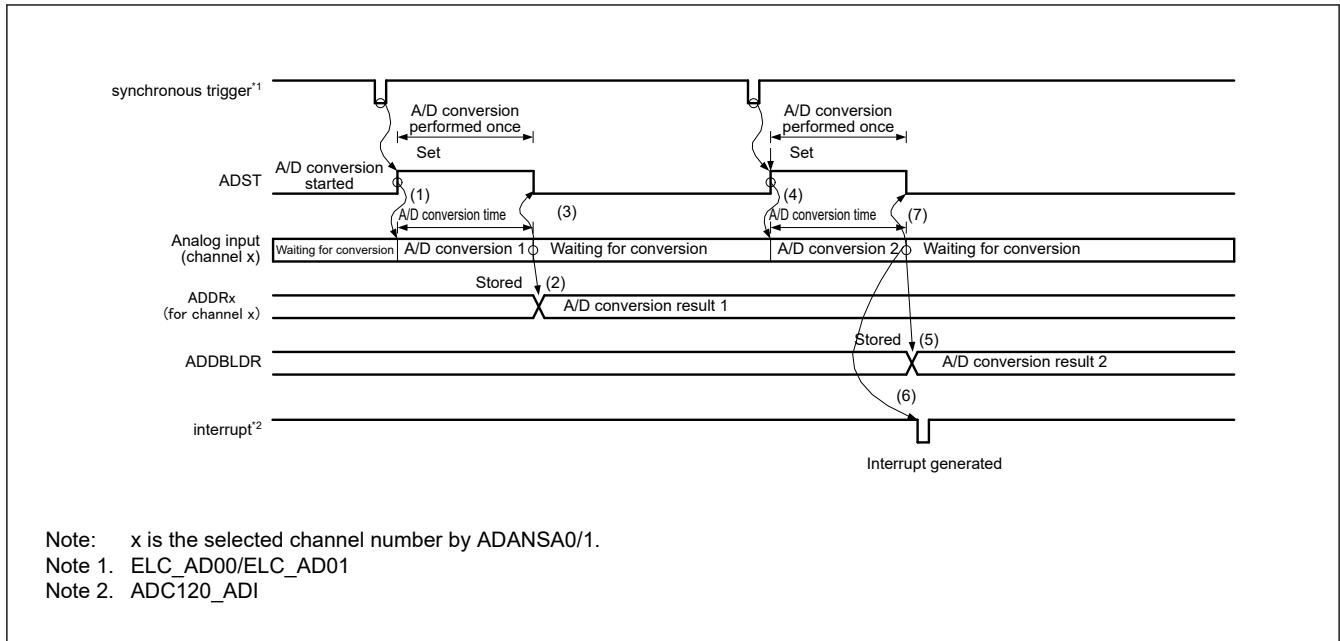 synchronous trigger*1
A/D conversion
performed once
A/D conversion
performed once
Set
Set
ADST
A/D conversion
started
(1)
(3)
(4)
(7)
A/D conversion time
A/D conversion time
Analog input
(channel x)
Waiting for conversion
A/D conversion 1
Waiting for conversion
A/D conversion 2
Waiting for conversion
Stored
(2)
ADDRx
(for channel x)
A/D conversion result 1
Stored
(5)
ADDBLDR
A/D conversion result 2
(6)
interrupt*2
Interrupt generated
Note: x is the selected channel number by ADANSA0/1.
Note 1. ELC_AD00/ELC_AD01
Note 2. ADC120_ADI